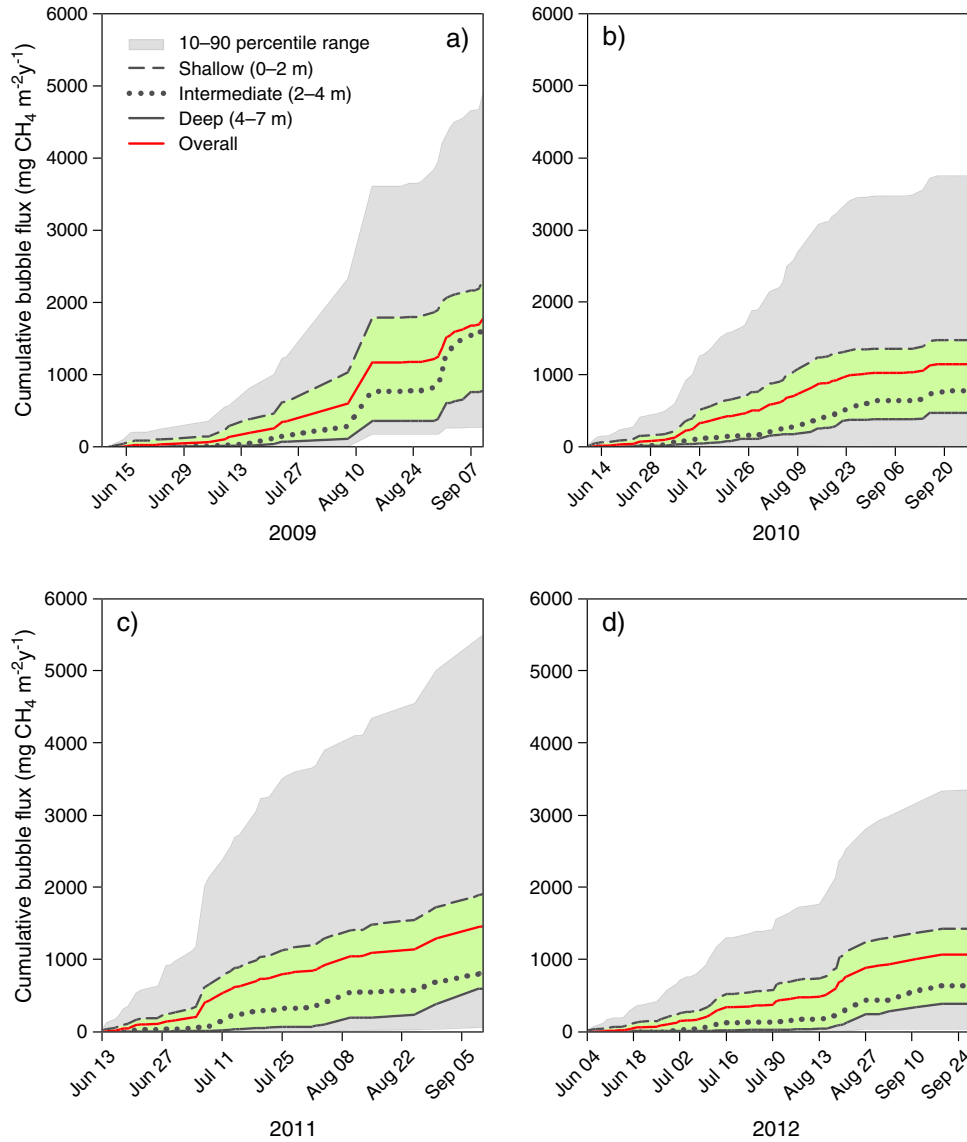 a)
10–90 percentile range
Shallow (0–2 m)
Intermediate (2–4 m)
Deep (4–7 m)
Overall
Cumulative bubble flux (mg CH4 m-2y-1)
6000
5000
4000
3000
2000
1000
0
Jun 15
Jun 29
Jul 13
Jul 27
Aug 10
Aug 24
Sep 07
2009
b)
6000
5000
4000
3000
2000
1000
0
Jun 14
Jun 28
Jul 12
Jul 26
Aug 09
Aug 23
Sep 06
Sep 20
2010
c)
Cumulative bubble flux (mg CH4 m-2y-1)
6000
5000
4000
3000
2000
1000
0
Jun 13
Jun 27
Jul 11
Jul 25
Aug 08
Aug 22
Sep 05
2011
d)
6000
5000
4000
3000
2000
1000
0
Jun 04
Jun 18
Jul 02
Jul 16
Jul 30
Aug 13
Aug 27
Sep 10
Sep 24
2012